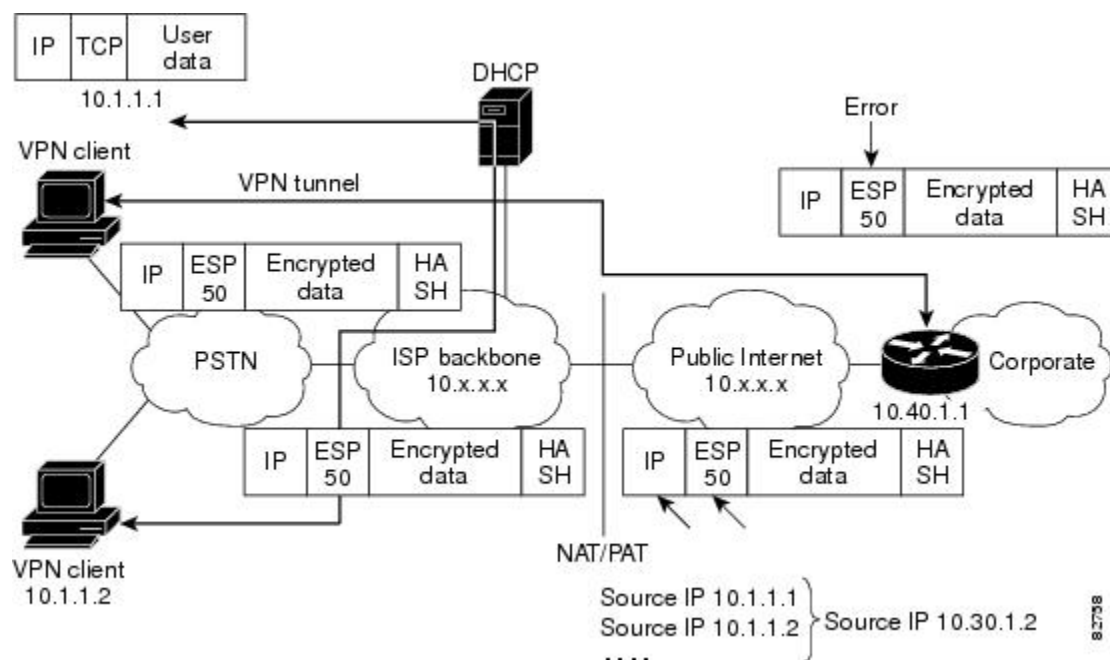 IP TCP User data
10.1.1.1
DHCP
Error
VPN client
VPN tunnel
IP ESP 50 Encrypted data HA SH
IP ESP 50 Encrypted data HA SH
PSTN
ISP backbone
10.x.x.x
Public Internet
10.x.x.x
Corporate
10.40.1.1
IP ESP 50 Encrypted data HA SH
IP ESP 50 Encrypted data HA SH
VPN client
10.1.1.2
NAT/PAT
Source IP 10.1.1.1
Source IP 10.1.1.2
Source IP 10.30.1.2
82758